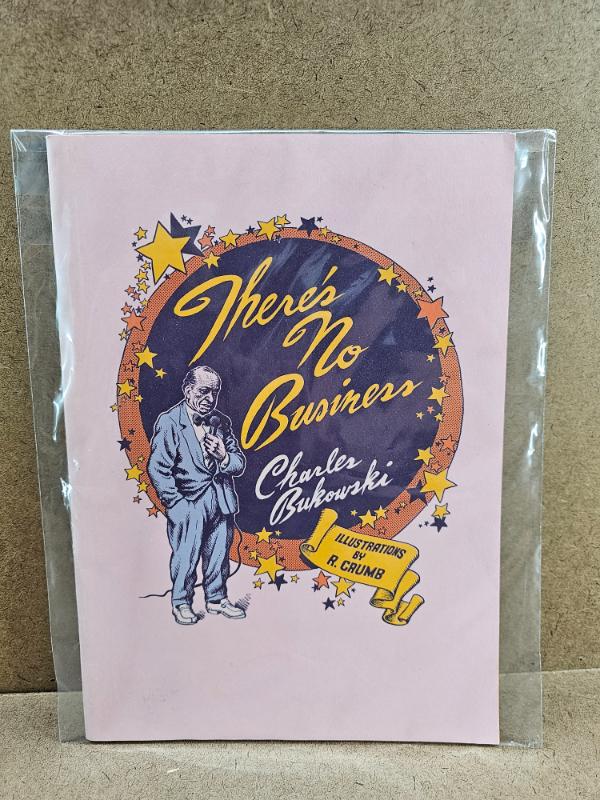 There's
No
Business
Charles
Bukowski
ILLUSTRATIONS
BY
R. CRUMB